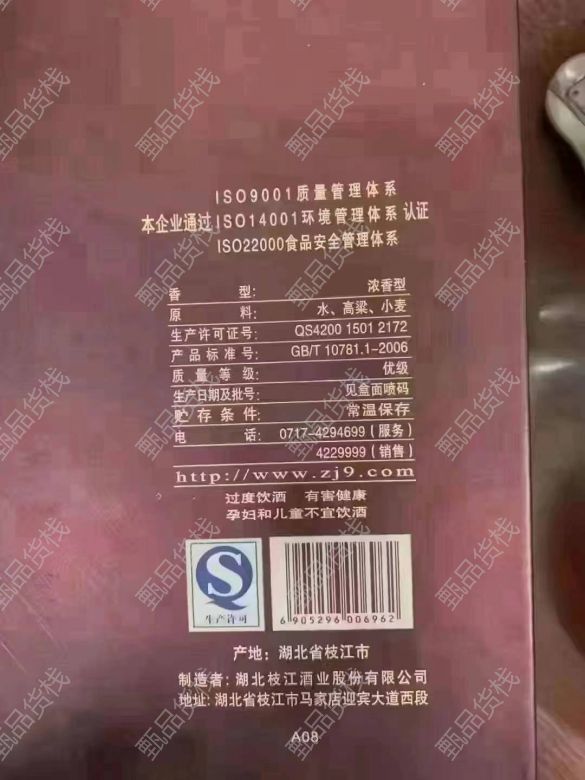 ISO9001质量管理体系
本企业通过 ISO14001环境管理体系 认证
ISO22000食品安全管理体系
香型: 浓香型
原料: 水、高粱、小麦
生产许可证号: QS4200 1501 2172
产品标准号: GB/T 10781.1-2006
质量等级: 优级
生产日期及批号: 见盒面喷码
贮存条件: 常温保存
电话: 0717-4294699(服务)
4229999(销售)
http://www.zj9.com
过度饮酒 有害健康
孕妇和儿童不宜饮酒
生产许可
6905296006962
产地: 湖北省枝江市
制造者: 湖北枝江酒业股份有限公司
地址: 湖北省枝江市马家店迎宾大道西段
A08
甄品货栈